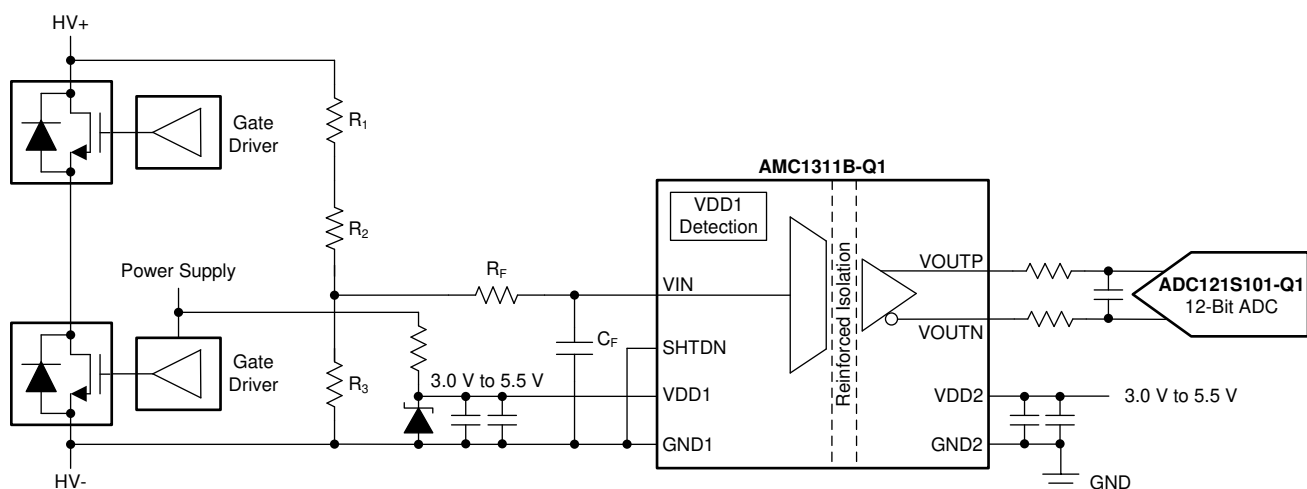 HV+
Gate
Driver
R1
R2
Power Supply
Gate
Driver
R3
3.0 V to 5.5 V
HV-
RF
CF
AMC1311B-Q1
VDD1
Detection
Reinforced Isolation
VIN
SHTDN
VDD1
GND1
VOUTP
VOUTN
VDD2
GND2
ADC121S101-Q1
12-Bit ADC
3.0 V to 5.5 V
GND